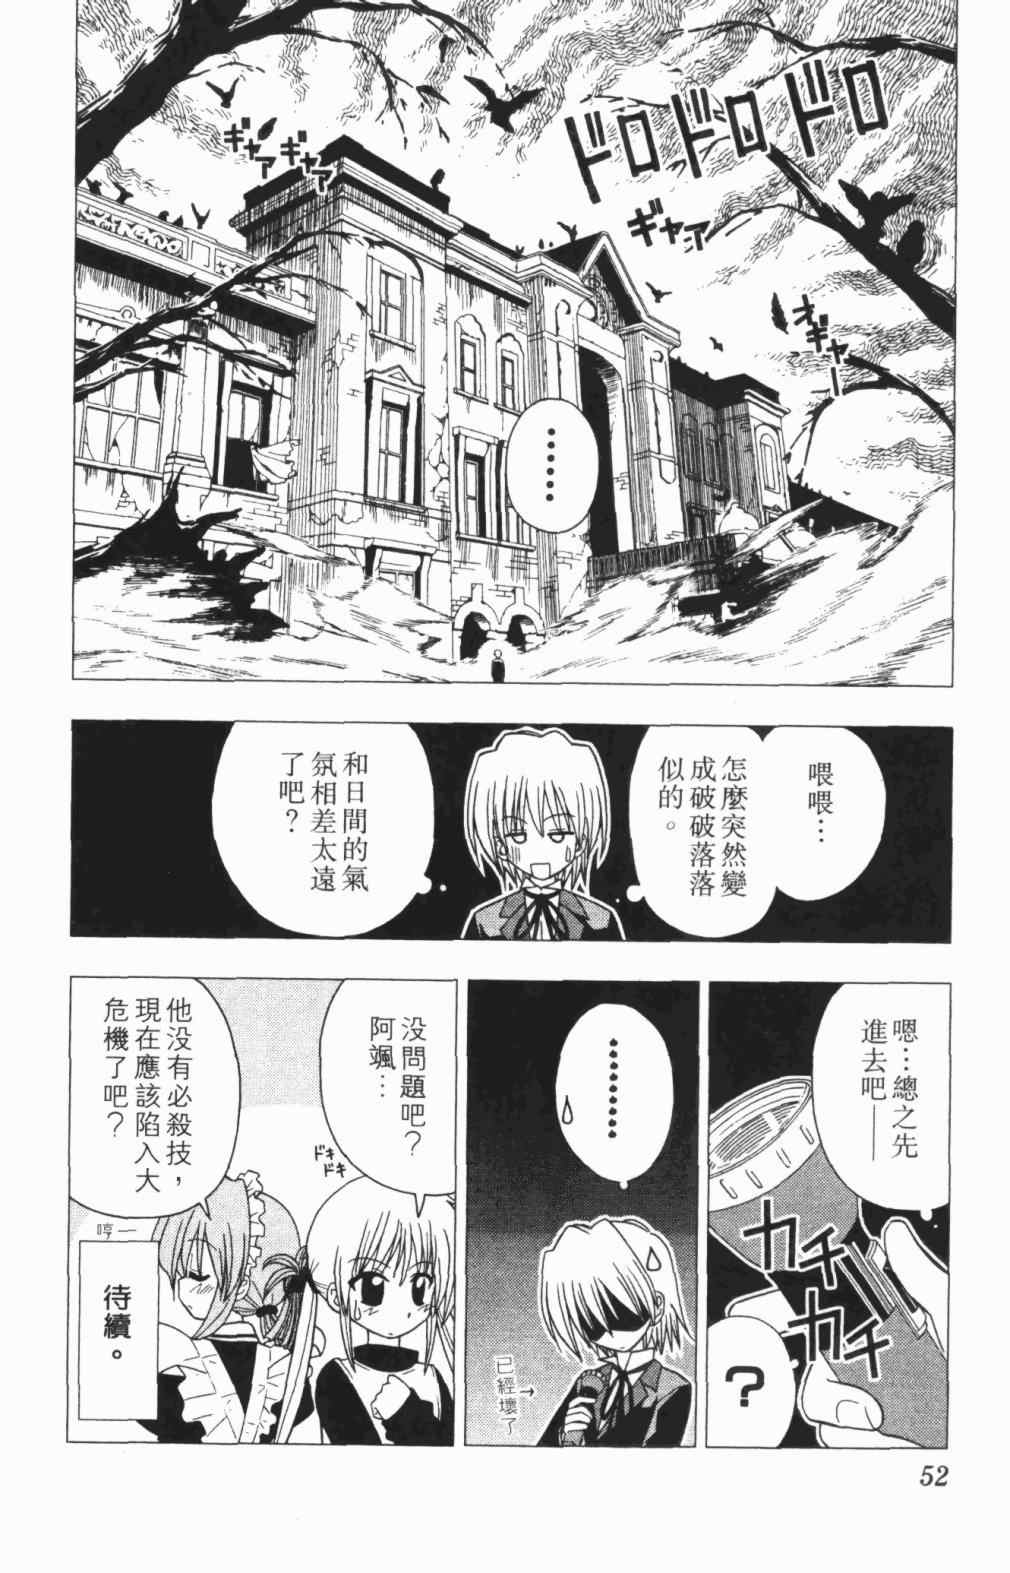 ドロドロドロ
ギャアギャア
ギャア
オギャー
……
喂喂…
怎麼突然變
成破破落落
似的。
和日間的氣
氛相差太遠
了吧？
嗯…總之先
進去吧——
カチ
カチ
？
………
已經壞了→
没問題吧？
阿颯…
ドキ
ドキ
他没有必殺技，
現在應該陷入大
危機了吧？
哼—
待續。
52